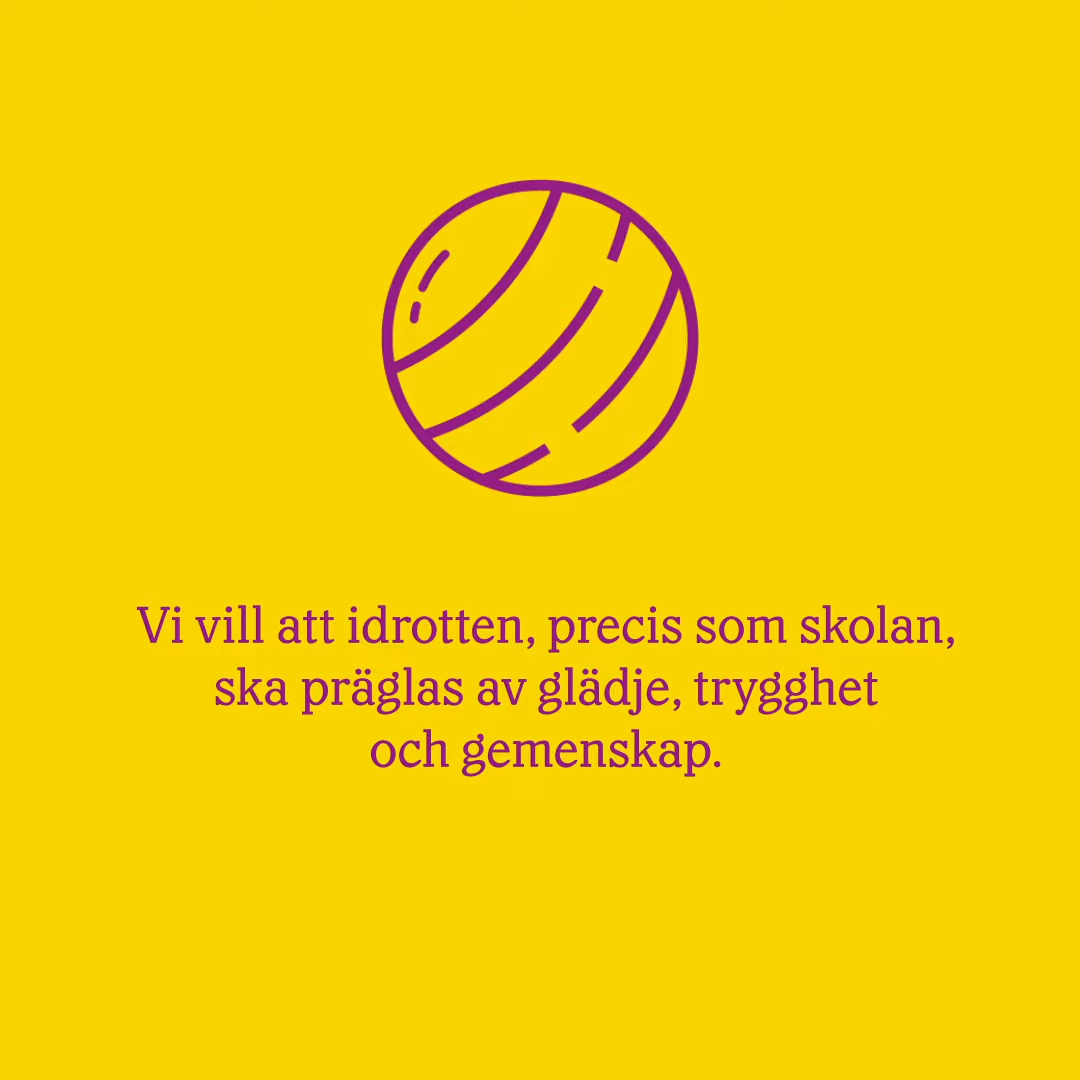 Vi vill att idrotten, precis som skolan,
ska präglas av glädje, trygghet
och gemenskap.